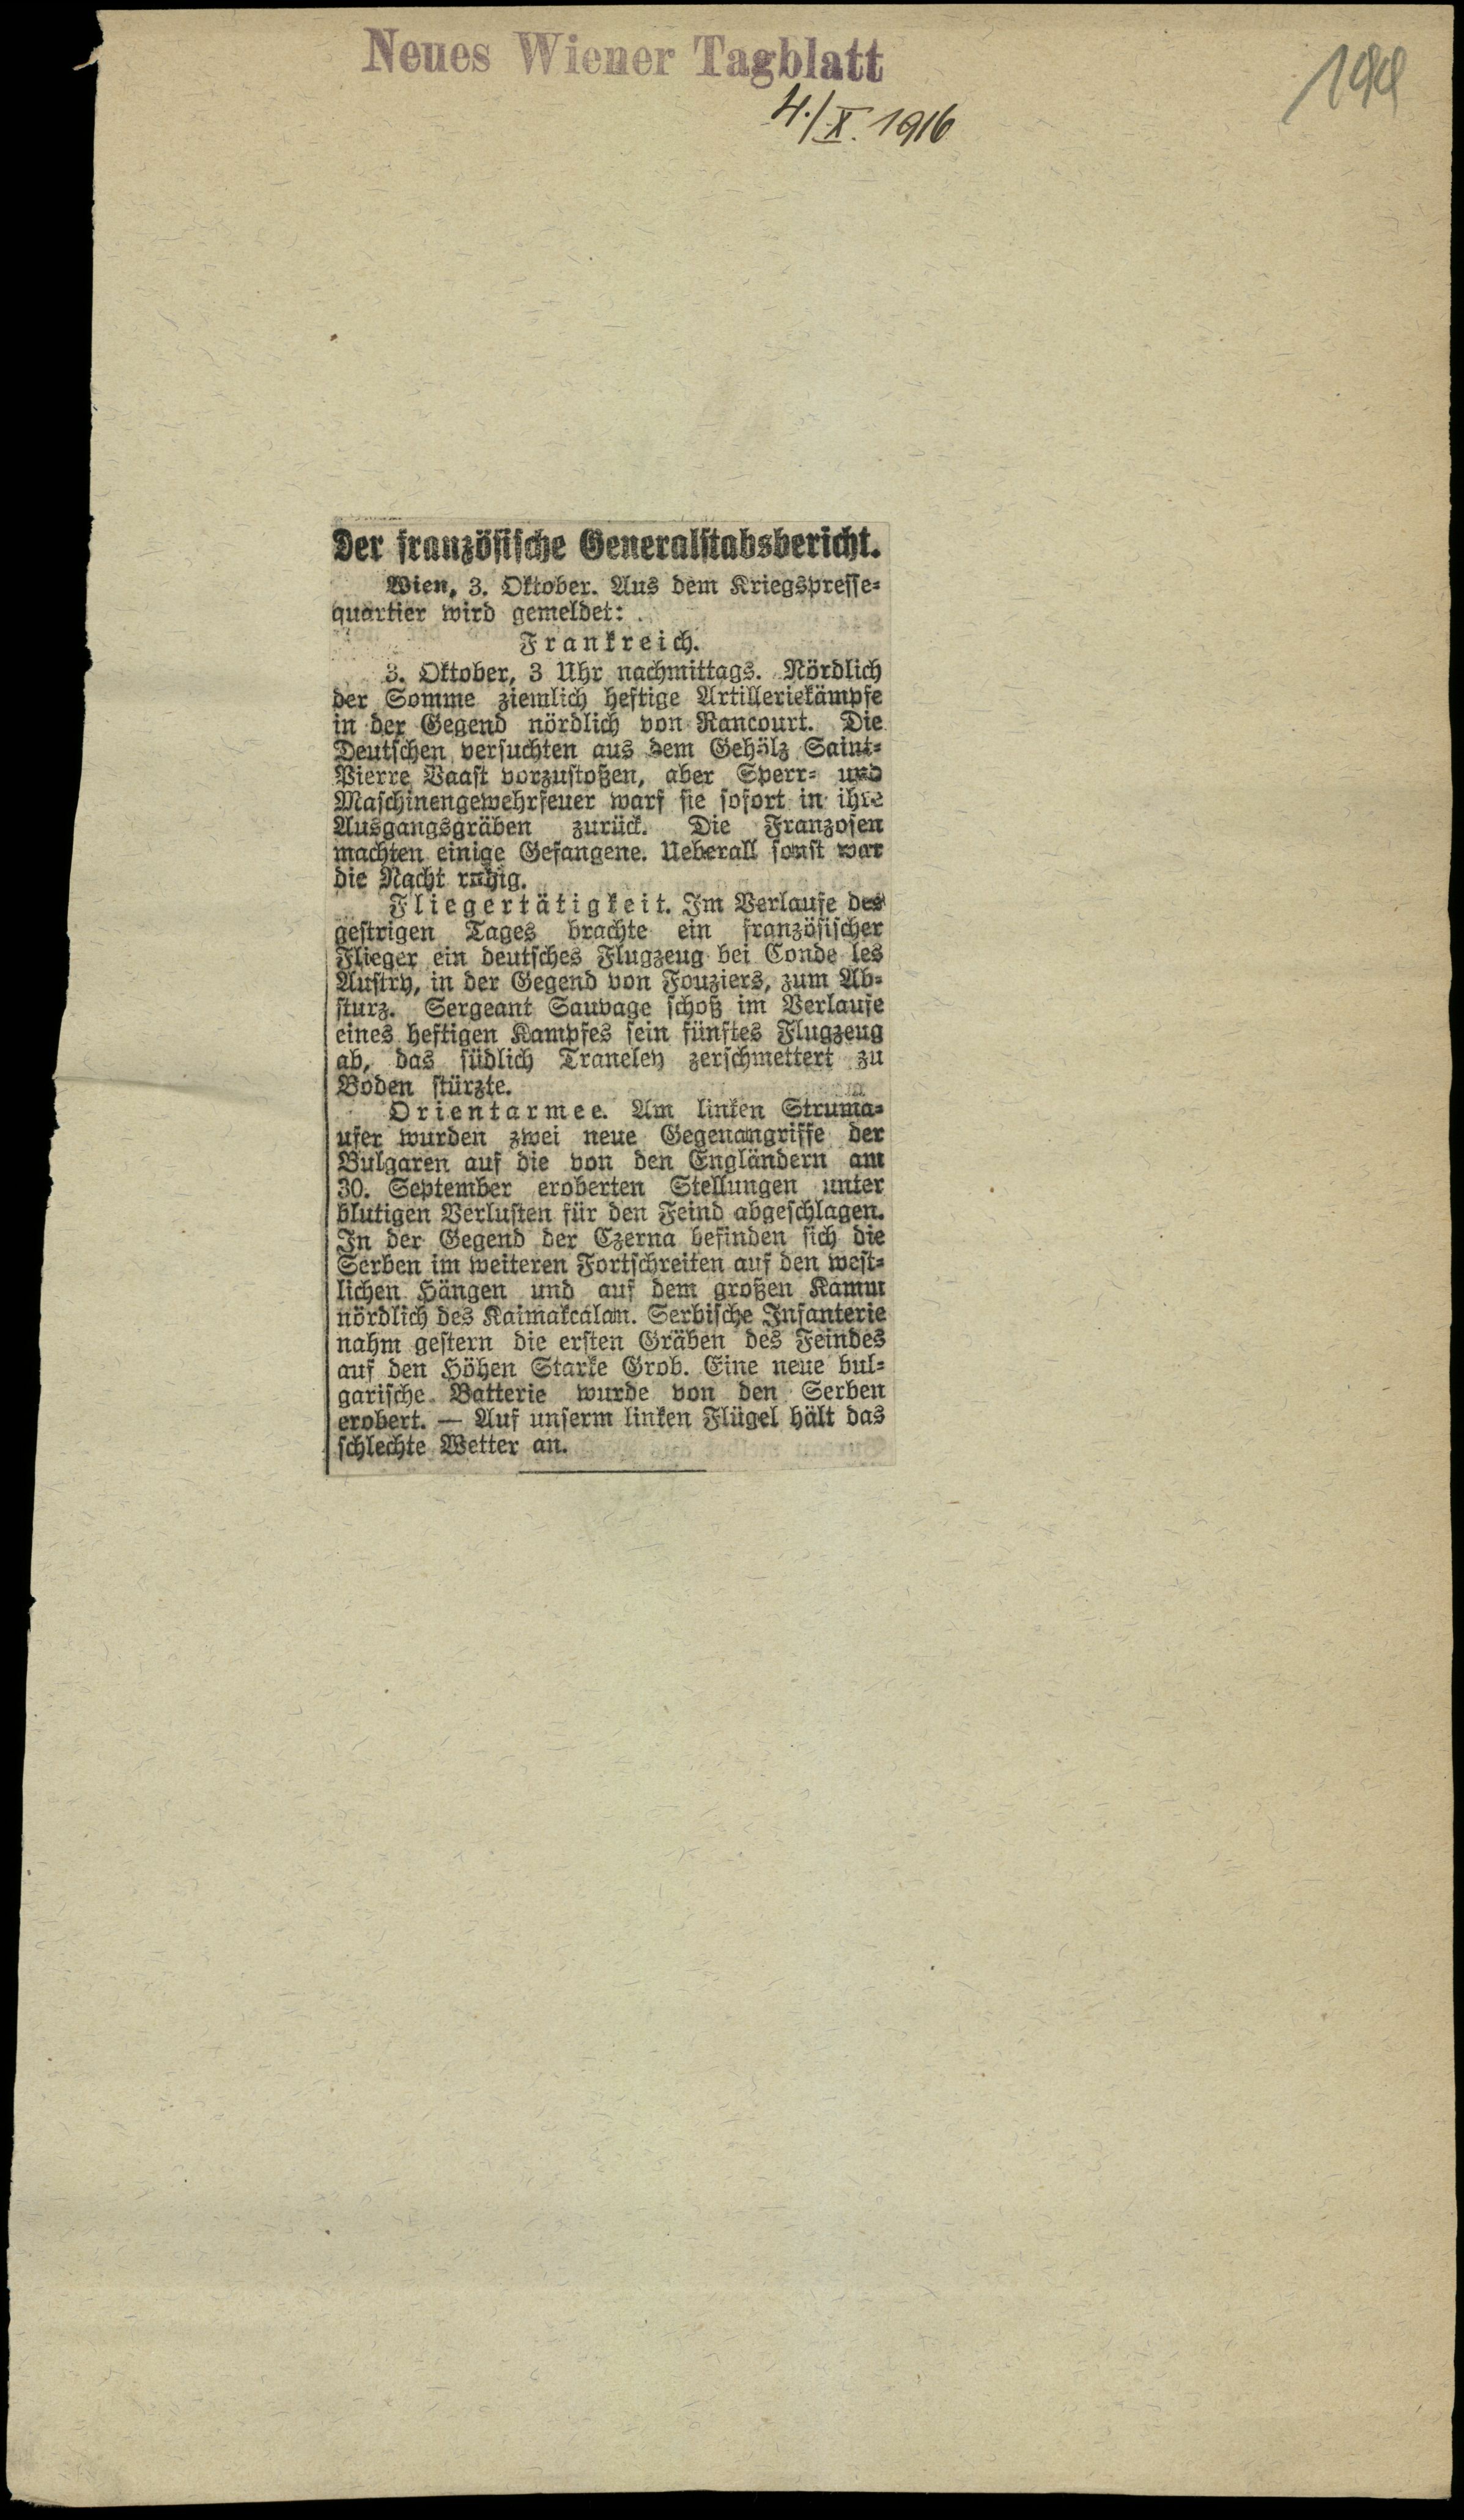 Neues Wiener Tagblatt
4./X. 1916
Der französische Generalstabsbericht.
Wien, 3. Oktober. Aus dem Kriegspresse-
quartier wird gemeldet:
Frankreich.
3. Oktober, 3 Uhr nachmittags. Nördlich
der Somme ziemlich heftige Artilleriekämpfe
in der Gegend nördlich von Rancourt. Die
Deutschen versuchten aus dem Gehölz Saint-
Pierre Vaast vorzustoßen, aber Sperr- und
Maschinengewehrfeuer warf sie sofort in ihre
Ausgangsgräben zurück. Die Franzosen
machten einige Gefangene. Ueberall sonst war
die Nacht ruhig.
Fliegertätigkeit. Im Verlaufe des
gestrigen Tages brachte ein französischer
Flieger ein deutsches Flugzeug bei Conde les
Austry, in der Gegend von Fouziers, zum Ab-
sturz. Sergeant Sauvage schoß im Verlaufe
eines heftigen Kampfes sein fünftes Flugzeug
ab, das südlich Traneley zerschmettert zu
Boden stürzte.
Orientarmee. Am linken Struma-
ufer wurden zwei neue Gegenangriffe der
Bulgaren auf die von den Engländern am
30. September eroberten Stellungen unter
blutigen Verlusten für den Feind abgeschlagen.
In der Gegend der Czerna befinden sich die
Serben im weiteren Fortschreiten auf den west-
lichen Hängen und auf dem großen Kamm
nördlich des Kaimakcalan. Serbische Infanterie
nahm gestern die ersten Gräben des Feindes
auf den Höhen Starke Grob. Eine neue bul-
garische Batterie wurde von den Serben
erobert. — Auf unserm linken Flügel hält das
schlechte Wetter an.